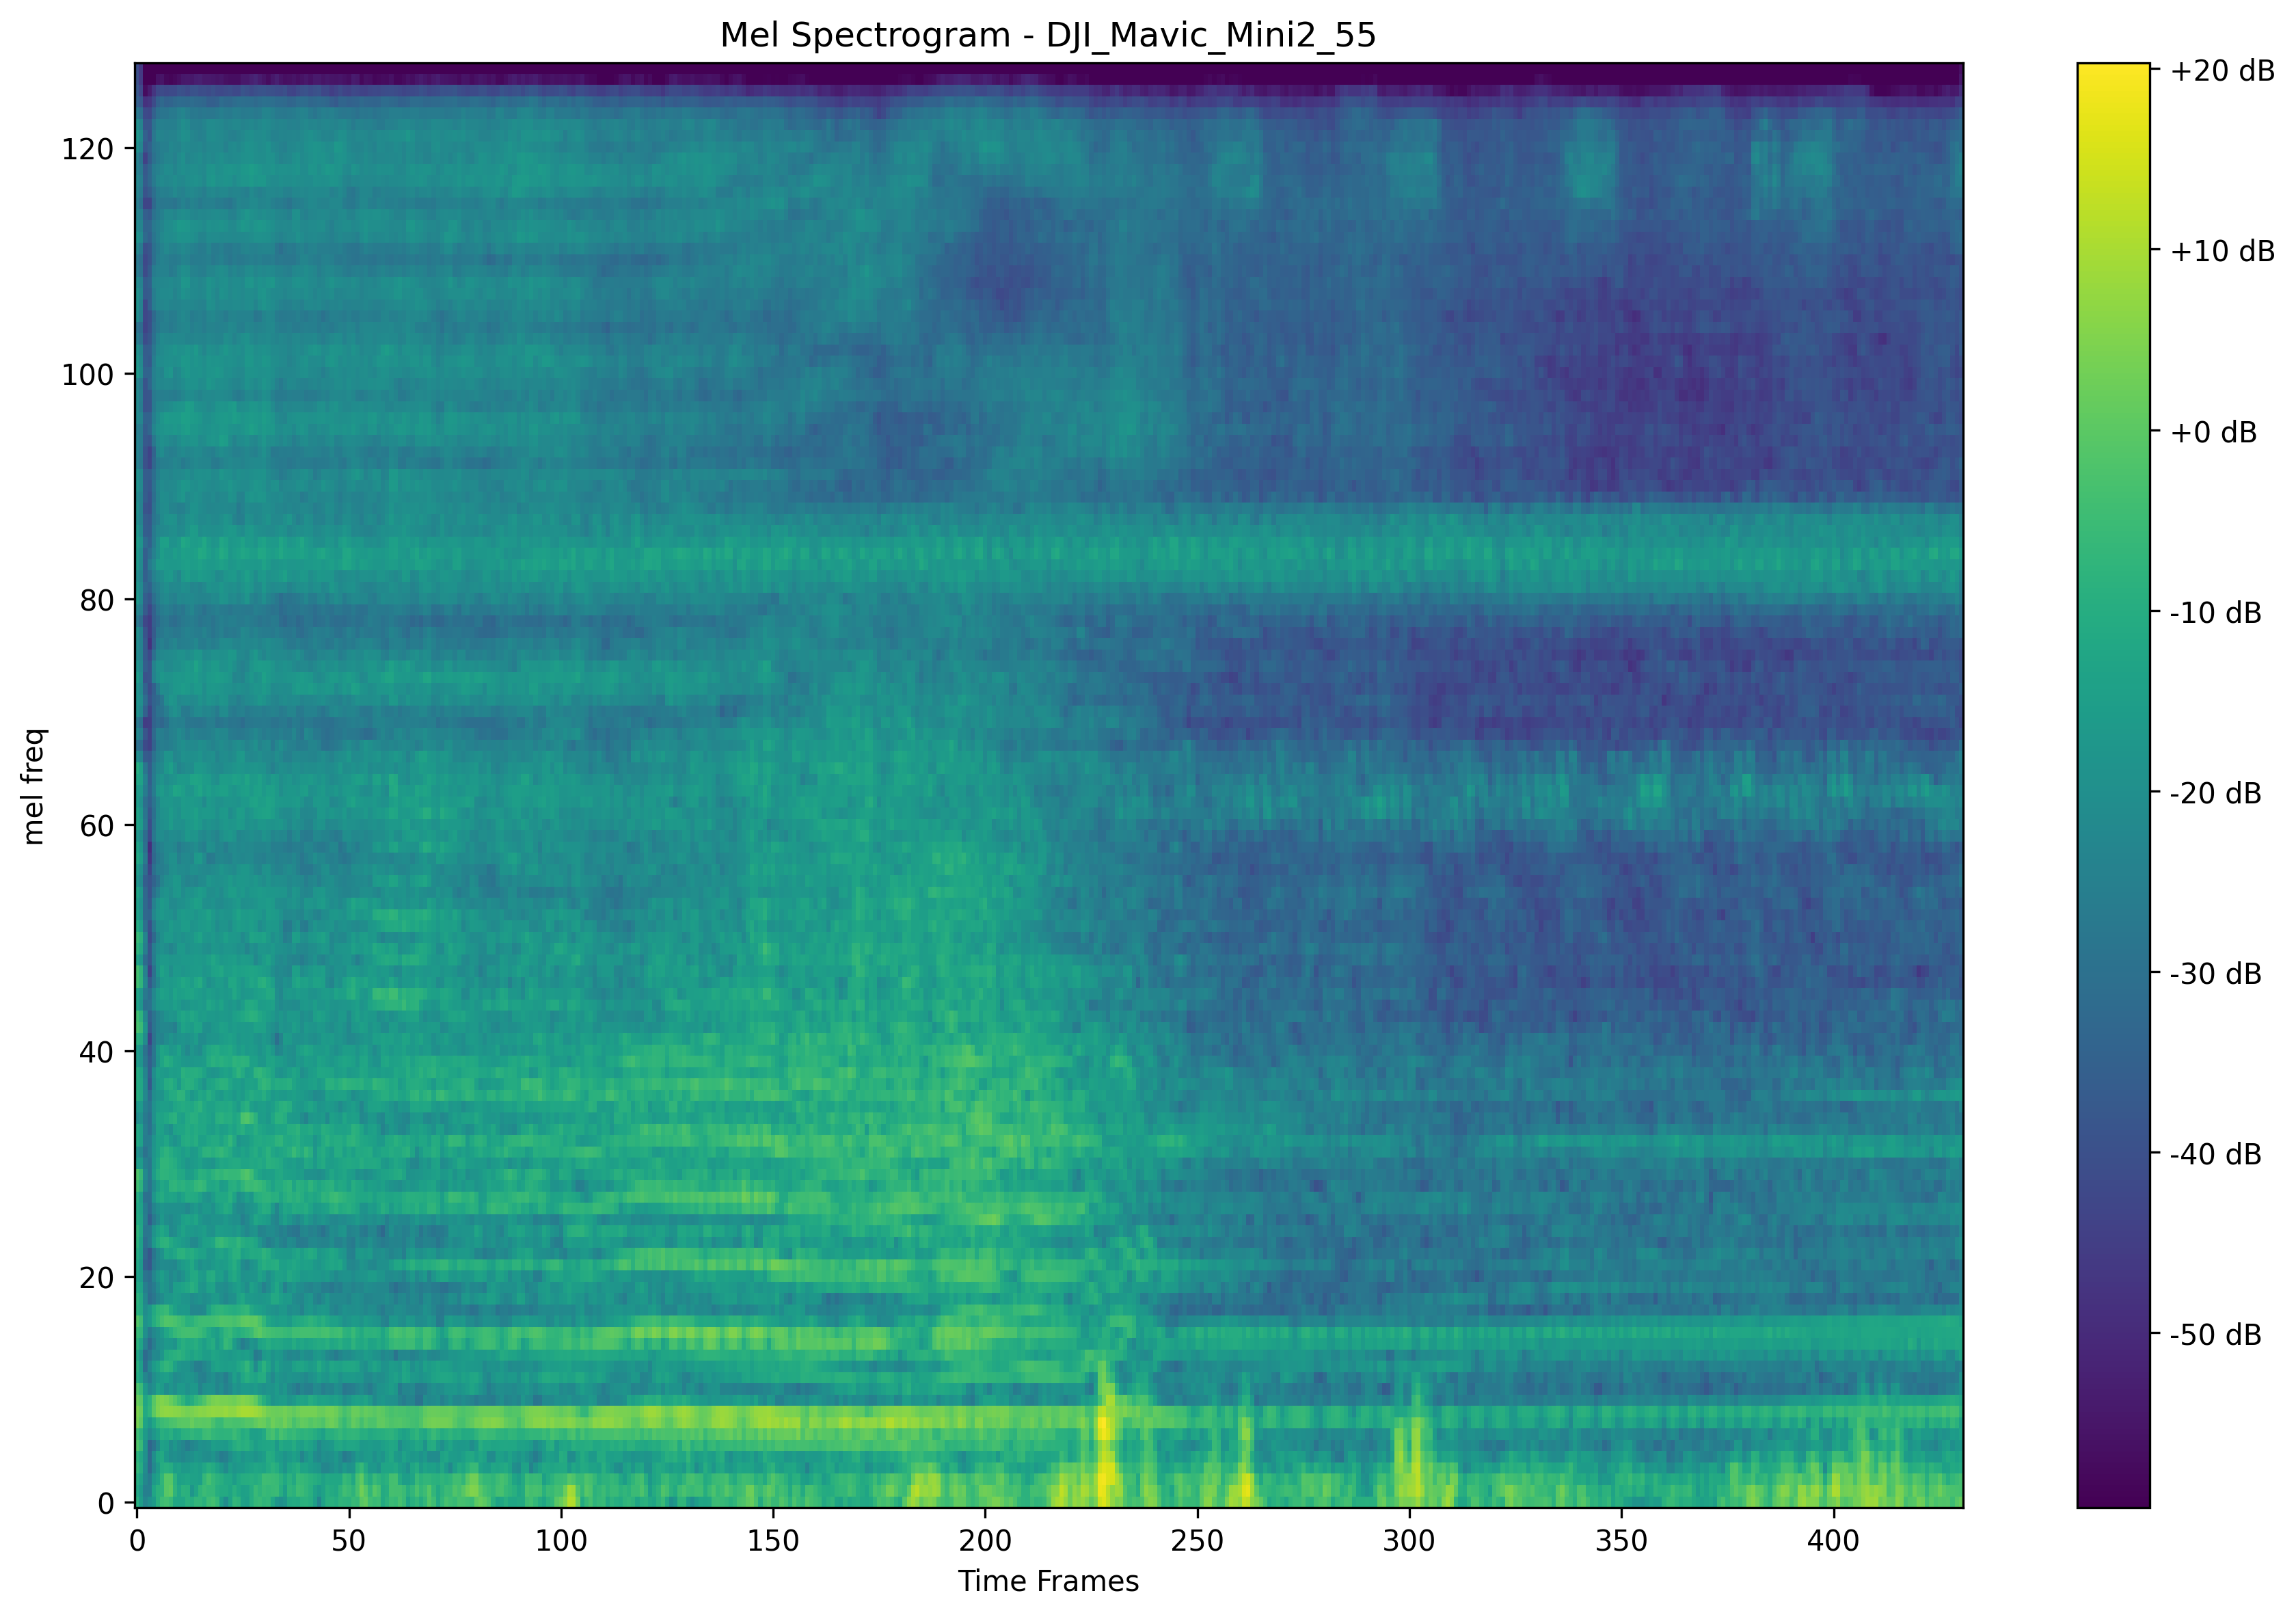 Mel Spectrogram - DJI_Mavic_Mini2_55
mel freq
120
100
80
60
40
20
0
0 50 100 150 200 250 300 350 400
Time Frames
+20 dB
+10 dB
+0 dB
-10 dB
-20 dB
-30 dB
-40 dB
-50 dB